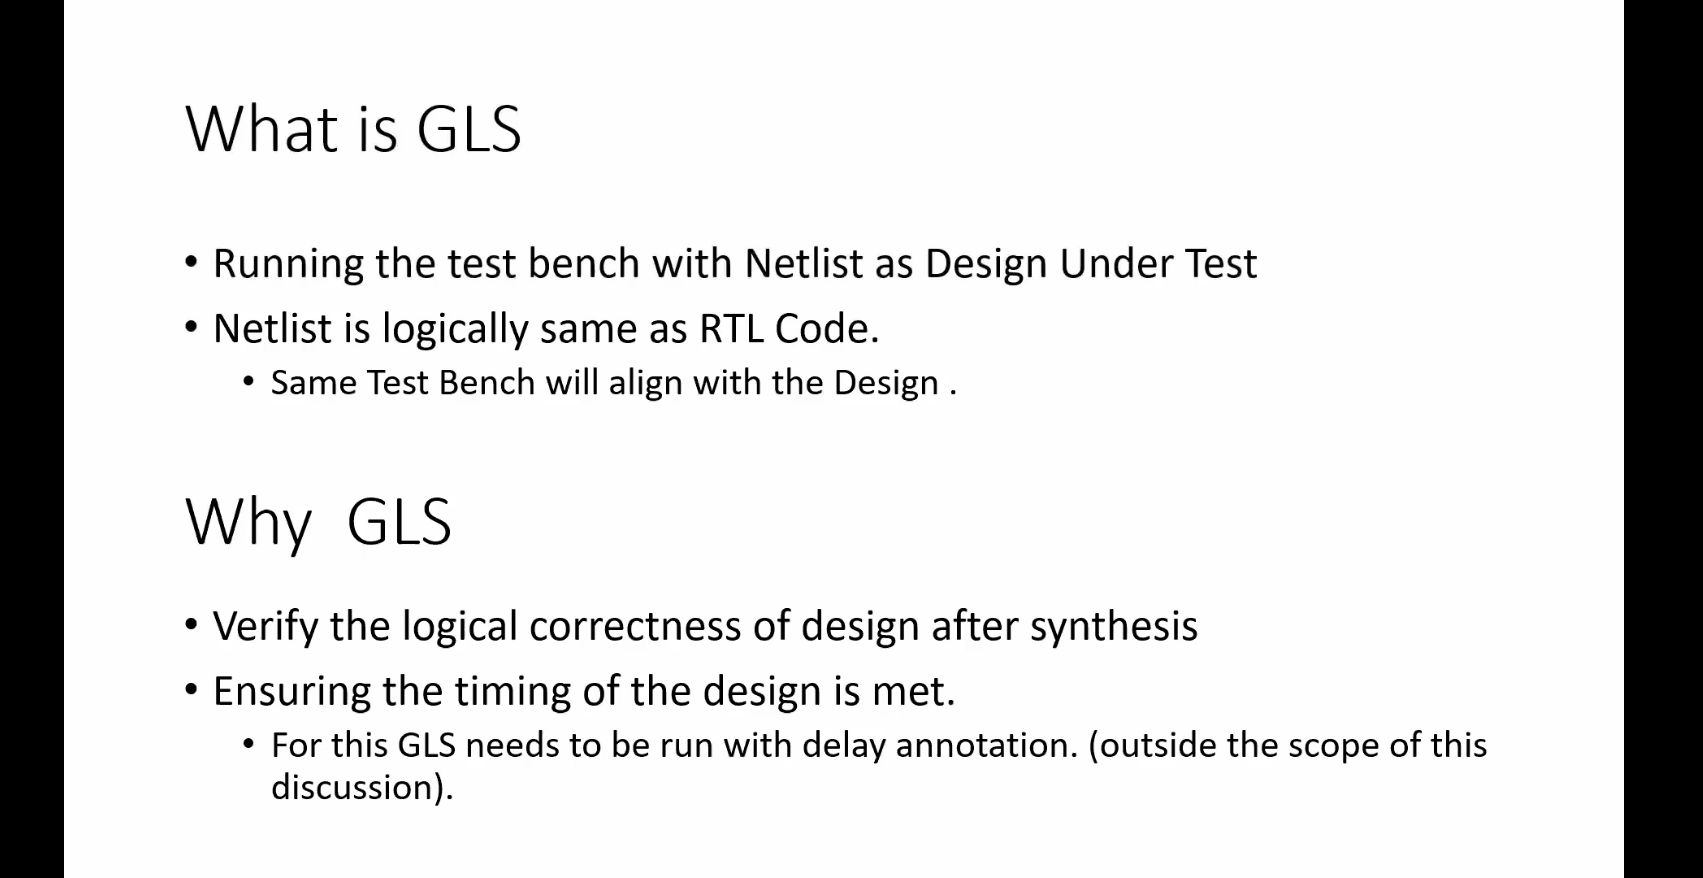 What is GLS
• Running the test bench with Netlist as Design Under Test
• Netlist is logically same as RTL Code.
• Same Test Bench will align with the Design .
Why  GLS
• Verify the logical correctness of design after synthesis
• Ensuring the timing of the design is met.
• For this GLS needs to be run with delay annotation. (outside the scope of this
discussion).